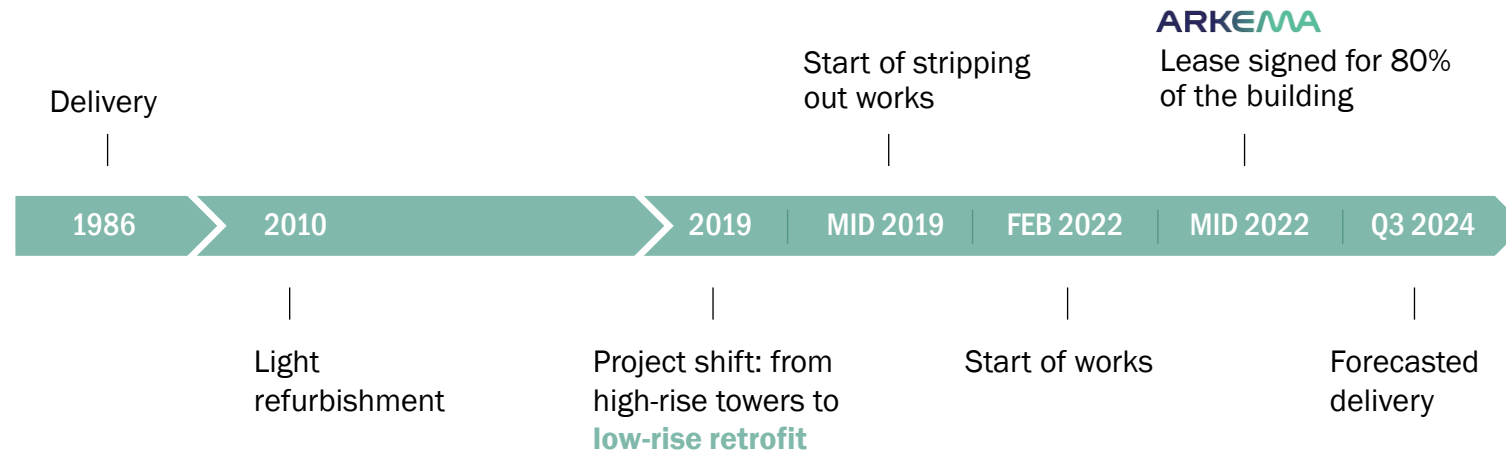 ARKEMA
Start of stripping
out works
Lease signed for 80%
of the building
Delivery
1986
2010
2019
MID 2019
FEB 2022
MID 2022
Q3 2024
Light
refurbishment
Project shift: from
high-rise towers to
low-rise retrofit
Start of works
Forecasted
delivery